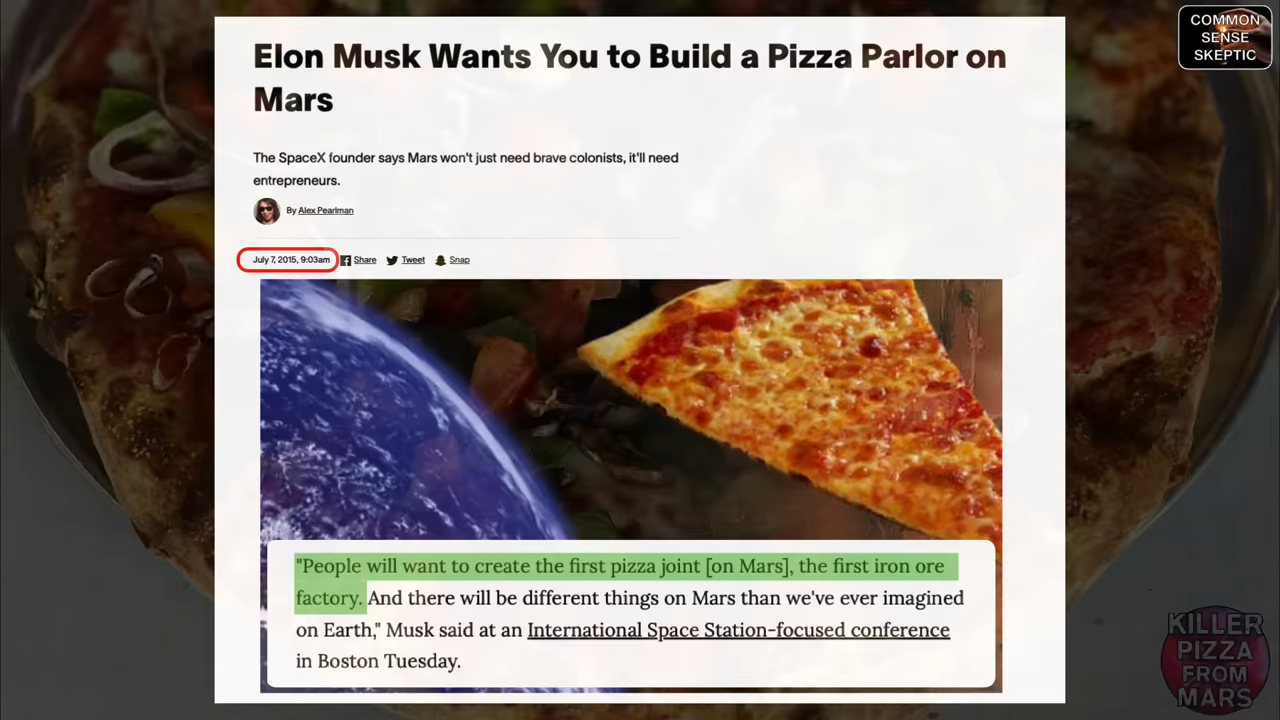 COMMON
SENSE
SKEPTIC
Elon Musk Wants You to Build a Pizza Parlor on
Mars
The SpaceX founder says Mars won't just need brave colonists, it'll need
entrepreneurs.
By Alex Pearlman
July 7, 2015, 9:03am Share Tweet Snap
"People will want to create the first pizza joint [on Mars], the first iron ore
factory. And there will be different things on Mars than we've ever imagined
on Earth," Musk said at an International Space Station-focused conference
in Boston Tuesday.
KILLER
PIZZA
FROM
MARS